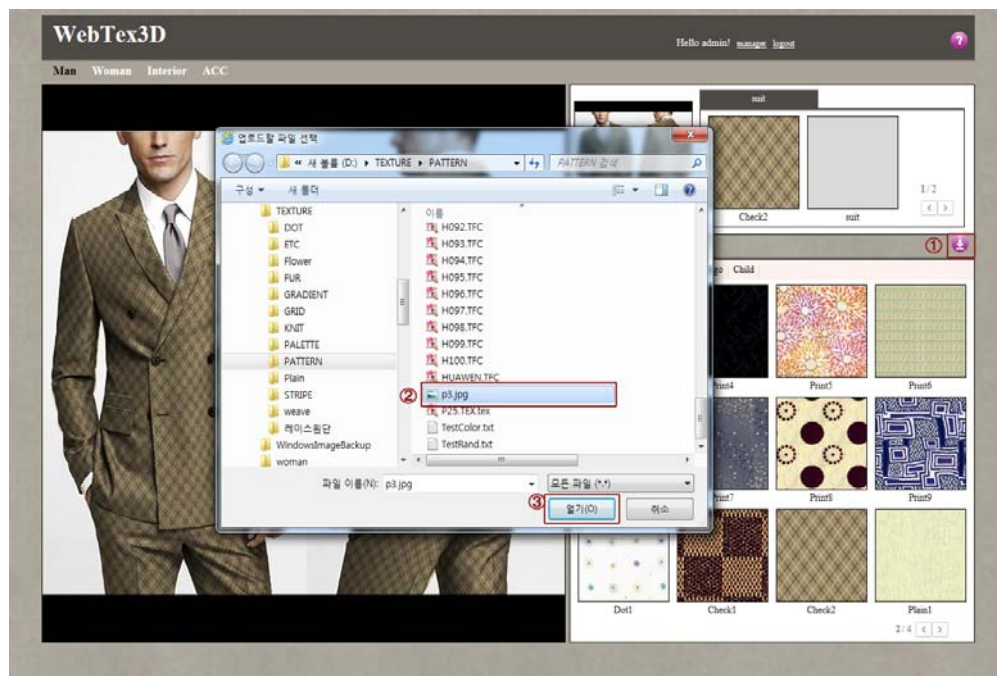 WebTex3D
Hello admin! manager logout
?
Man Woman Interior ACC
suit
Check2 suit
1/2
< >
①
Child
Print4 Print5 Print6
Print7 Print8 Print9
Dot1 Check1 Check2 Plain1
2/4 < >
업로드할 파일 선택
« 새 볼륨 (D:) ▸ TEXTURE ▸ PATTERN
PATTERN 검색
구성 새 폴더
TEXTURE
DOT
ETC
Flower
FUR
GRADIENT
GRID
KNIT
PALETTE
PATTERN
Plain
STRIPE
weave
레이스원단
WindowsImageBackup
woman
이름
H092.TFC
H093.TFC
H094.TFC
H095.TFC
H096.TFC
H097.TFC
H098.TFC
H099.TFC
H100.TFC
HUAWEN.TFC
② p3.jpg
P25.TEX.tex
TestColor.txt
TestRand.txt
파일 이름(N): p3.jpg
모든 파일 (*.*)
③ 열기(O) 취소